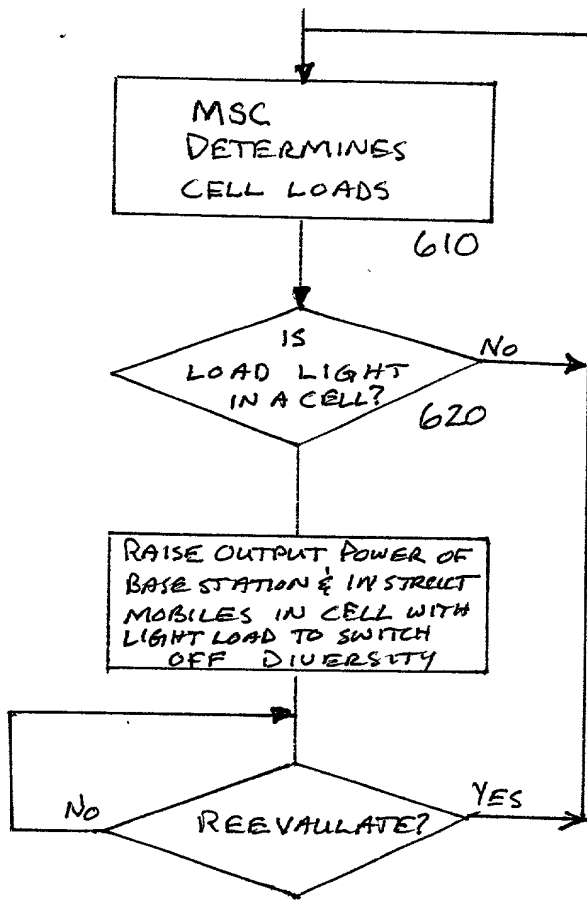 MSC
DETERMINES
CELL LOADS
610
IS
LOAD LIGHT
IN A CELL?
NO
620
RAISE OUTPUT POWER OF
BASE STATION & INSTRUCT
MOBILES IN CELL WITH
LIGHT LOAD TO SWITCH
OFF DIVERSITY
NO
REEVAULATE?
YES